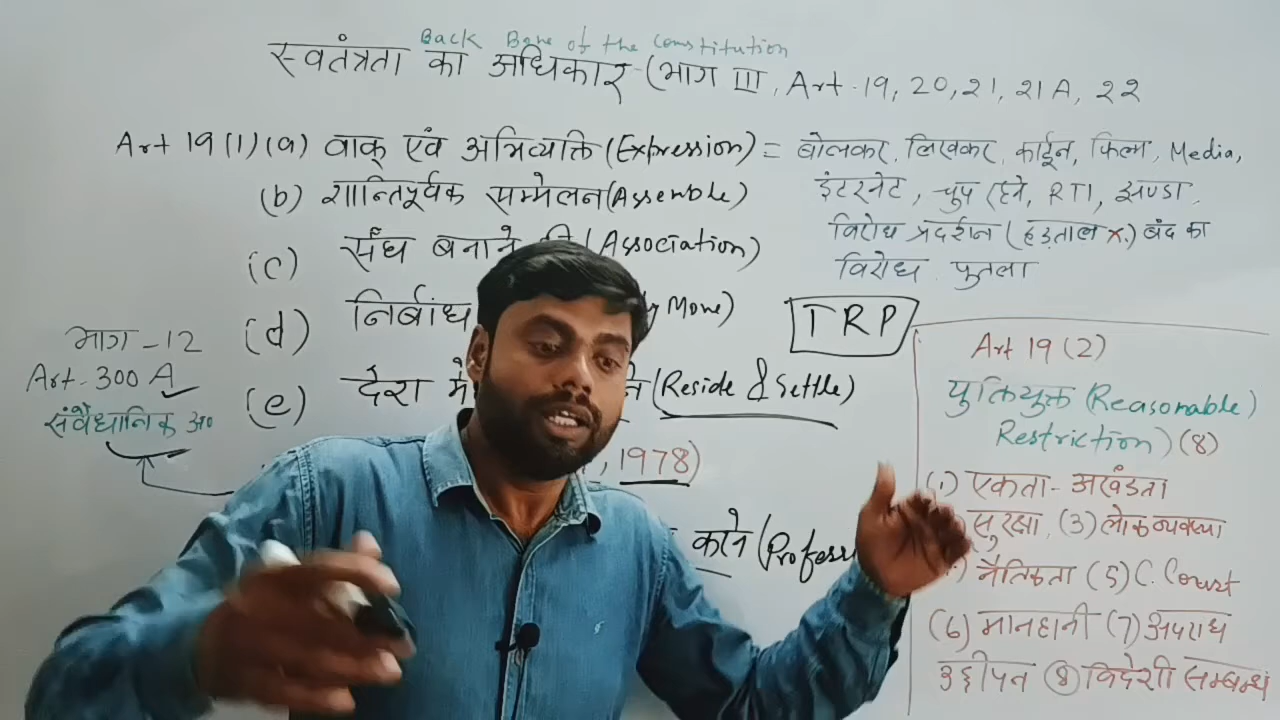 Back Bone of the Constitution
स्वतंत्रता का अधिकार (भाग III, Art. 19, 20, 21, 21A, 22
Art 19(1)(a) वाक् एवं अभिव्यक्ति (Expression) = बोलकर, लिखकर, कार्टून, फिल्म, Media,
इंटरनेट, चुप रहने, RTI, झण्डा,
विरोध प्रदर्शन (हड़ताल x) बंद का
विरोध. पुतला
(b) शान्तिपूर्वक सम्मेलन (Assemble)
(c) संघ बनाने की (Association)
(d) निर्बाध Move)
(e) देश में (Reside & Settle)
, 1978)
करने (Profess
TRP
भाग - 12
Art. 300 A
संवैधानिक अ०
Art 19 (2)
युक्तियुक्त (Reasonable)
Restriction) (8)
(1) एकता - अखंडता
सुरक्षा, (3) लोक व्यवस्था
नैतिकता (5) C. Court
(6) मानहानी (7) अपराध
उद्दीपन (8) विदेशी सम्बन्ध